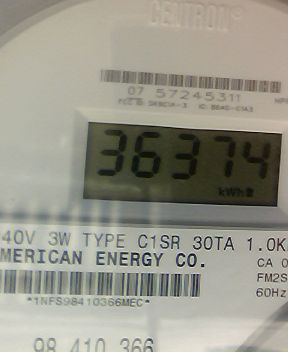 CENTRON®
07 57245311
36374
kWh
40V 3W TYPE C1SR 30TA 1.0K
MERICAN ENERGY CO.
CA 0
FM2S
60Hz
*1NFS98410366MEC*
98 410 366